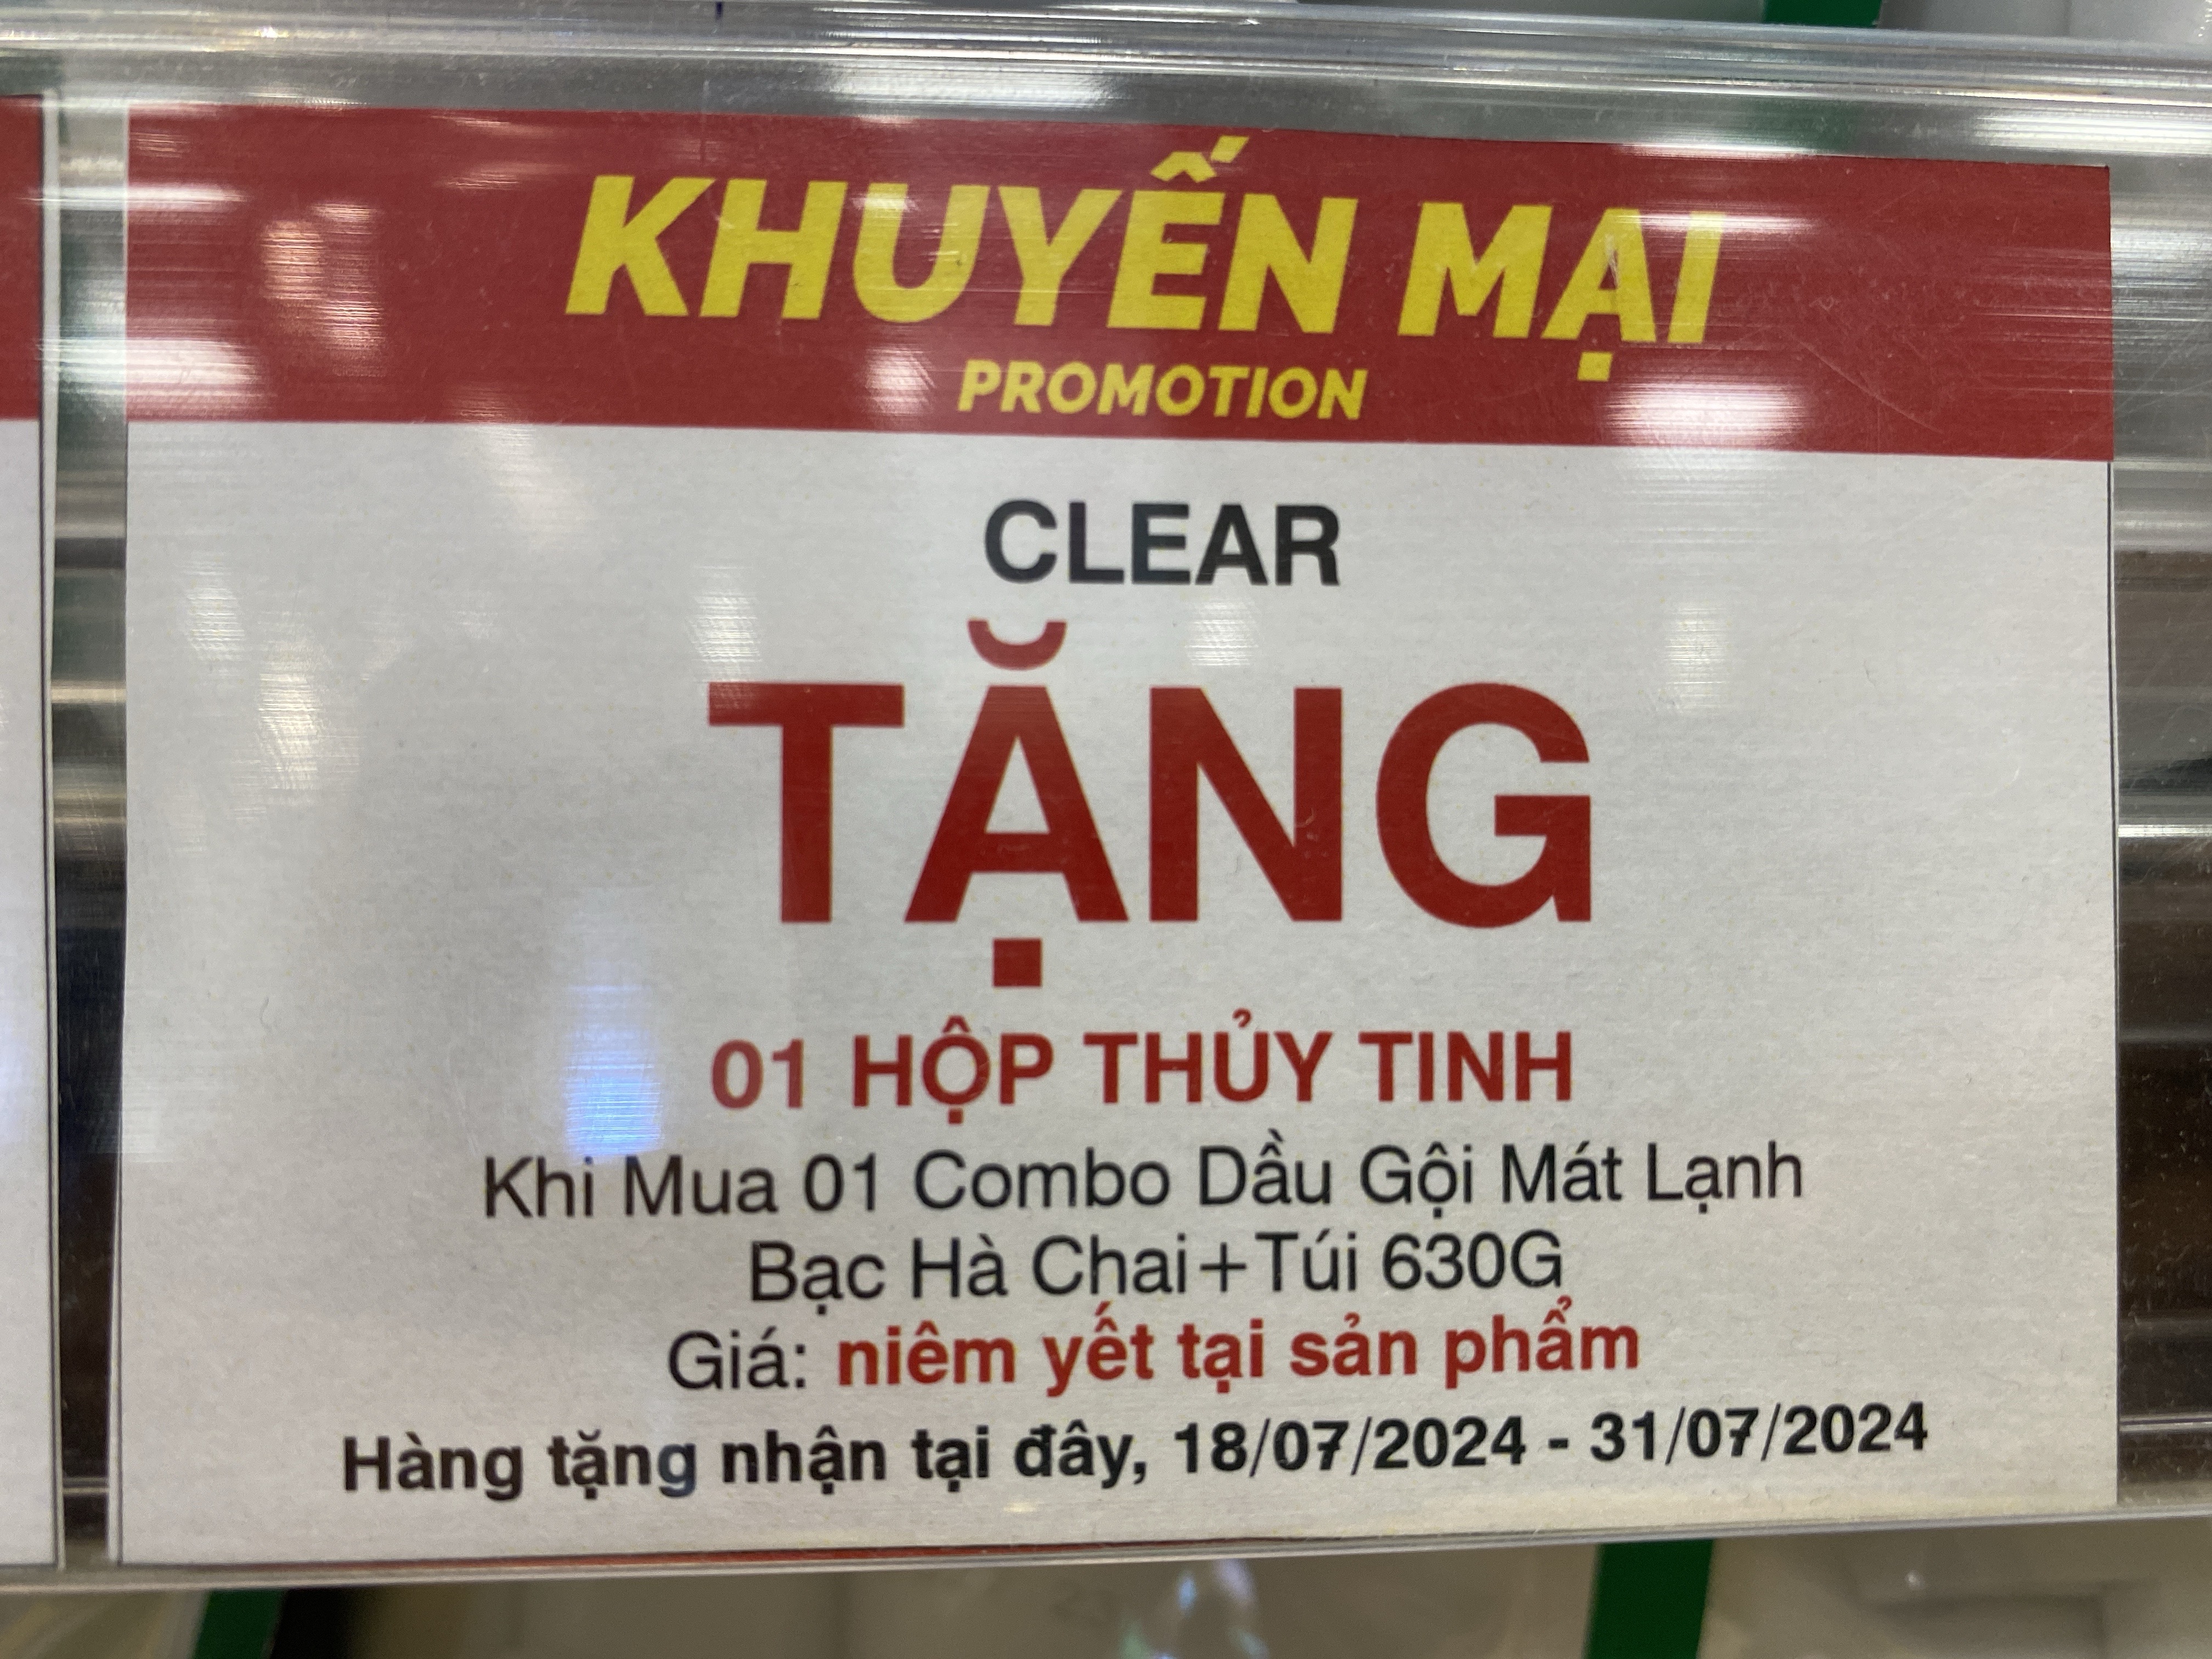 KHUYẾN MẠI
PROMOTION
CLEAR
TẶNG
01 HỘP THỦY TINH
Khi Mua 01 Combo Dầu Gội Mát Lạnh
Bạc Hà Chai+Túi 630G
Giá: niêm yết tại sản phẩm
Hàng tặng nhận tại đây, 18/07/2024 - 31/07/2024